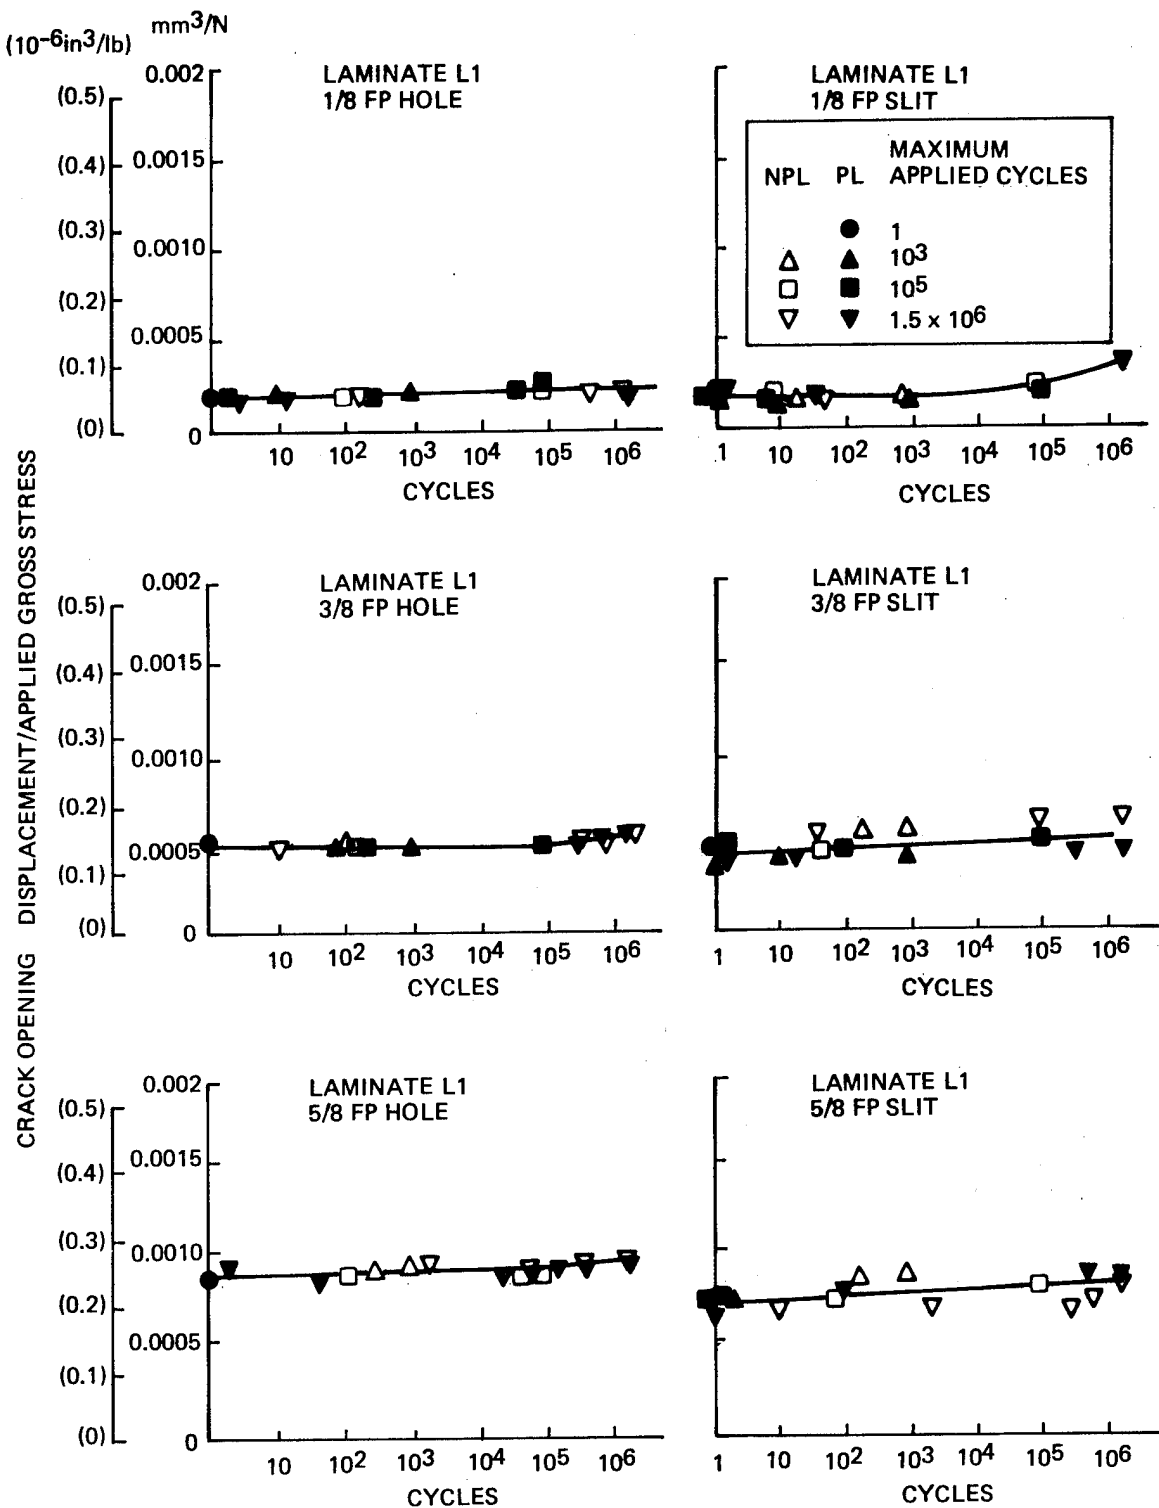 (10⁻⁶in³/lb) mm³/N
CRACK OPENING DISPLACEMENT/APPLIED GROSS STRESS
LAMINATE L1
1/8 FP HOLE
0.002
0.0015
0.0010
0.0005
0
(0.5)
(0.4)
(0.3)
(0.2)
(0.1)
(0)
10 10² 10³ 10⁴ 10⁵ 10⁶
CYCLES
LAMINATE L1
1/8 FP SLIT
MAXIMUM
NPL PL APPLIED CYCLES
1
10³
10⁵
1.5 x 10⁶
1 10 10² 10³ 10⁴ 10⁵ 10⁶
CYCLES
LAMINATE L1
3/8 FP HOLE
0.002
0.0015
0.0010
0.0005
0
(0.5)
(0.4)
(0.3)
(0.2)
(0.1)
(0)
10 10² 10³ 10⁴ 10⁵ 10⁶
CYCLES
LAMINATE L1
3/8 FP SLIT
1 10 10² 10³ 10⁴ 10⁵ 10⁶
CYCLES
LAMINATE L1
5/8 FP HOLE
0.002
0.0015
0.0010
0.0005
0
(0.5)
(0.4)
(0.3)
(0.2)
(0.1)
(0)
10 10² 10³ 10⁴ 10⁵ 10⁶
CYCLES
LAMINATE L1
5/8 FP SLIT
1 10 10² 10³ 10⁴ 10⁵ 10⁶
CYCLES